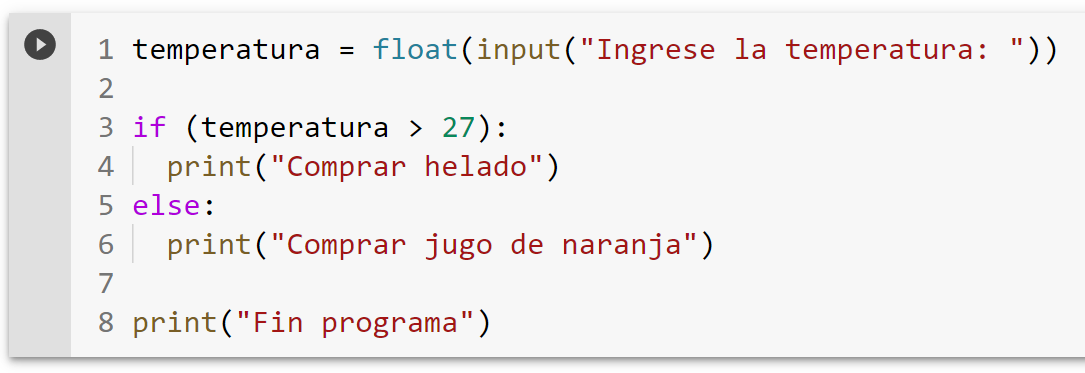 1 temperatura = float(input("Ingrese la temperatura: "))
2
3 if (temperatura > 27):
4   print("Comprar helado")
5 else:
6   print("Comprar jugo de naranja")
7
8 print("Fin programa")